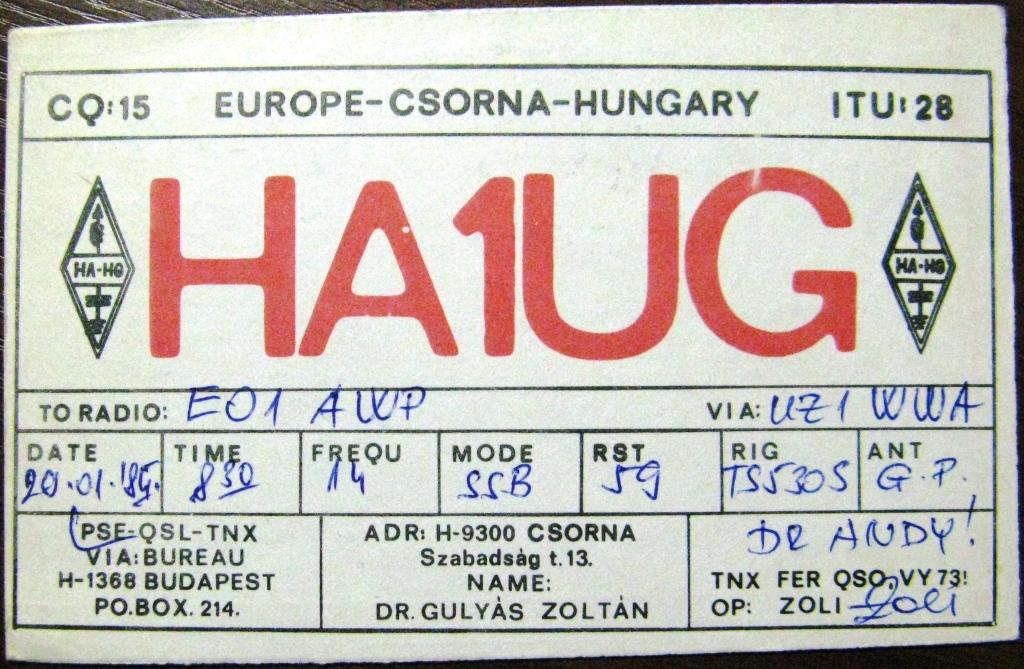 CQ:15 EUROPE-CSORNA-HUNGARY ITU:28
HA-HG HA1UG HA-HG
TO RADIO: EO1 AWP VIA: UZ1 WWA
DATE TIME FREQU MODE RST RIG ANT
20.01. 830 14 SSB 59 TS530S G.P.
PSE-QSL-TNX
VIA:BUREAU
H-1368 BUDAPEST
PO.BOX. 214.
ADR: H-9300 CSORNA
Szabadság t.13.
NAME:
DR.GULYÁS ZOLTÁN
DR ANDY!
TNX FER QSO, VY 73!
OP: ZOLI Zoli